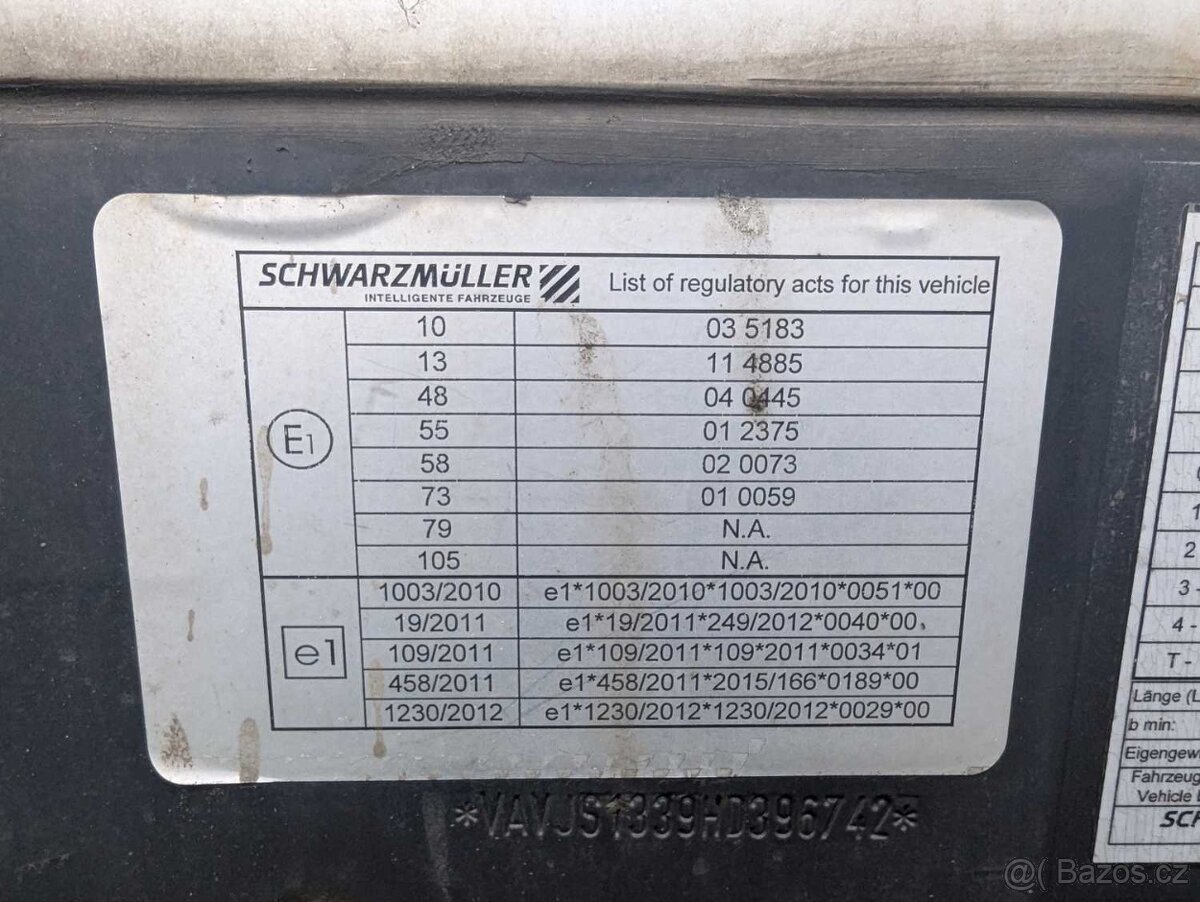 SCHWARZMÜLLER
INTELLIGENTE FAHRZEUGE
List of regulatory acts for this vehicle
E1
10 03 5183
13 11 4885
48 04 0445
55 01 2375
58 02 0073
73 01 0059
79 N.A.
105 N.A.
e1
1003/2010 e1*1003/2010*1003/2010*0051*00
19/2011 e1*19/2011*249/2012*0040*00
109/2011 e1*109/2011*109*2011*0034*01
458/2011 e1*458/2011*2015/166*0189*00
1230/2012 e1*1230/2012*1230/2012*0029*00
*VAVJS1339HD396742*
2
3
4 -
T -
Länge (L
b min:
Eigengew
Fahrzeug
Vehicle
SCH
@( Bazos.cz